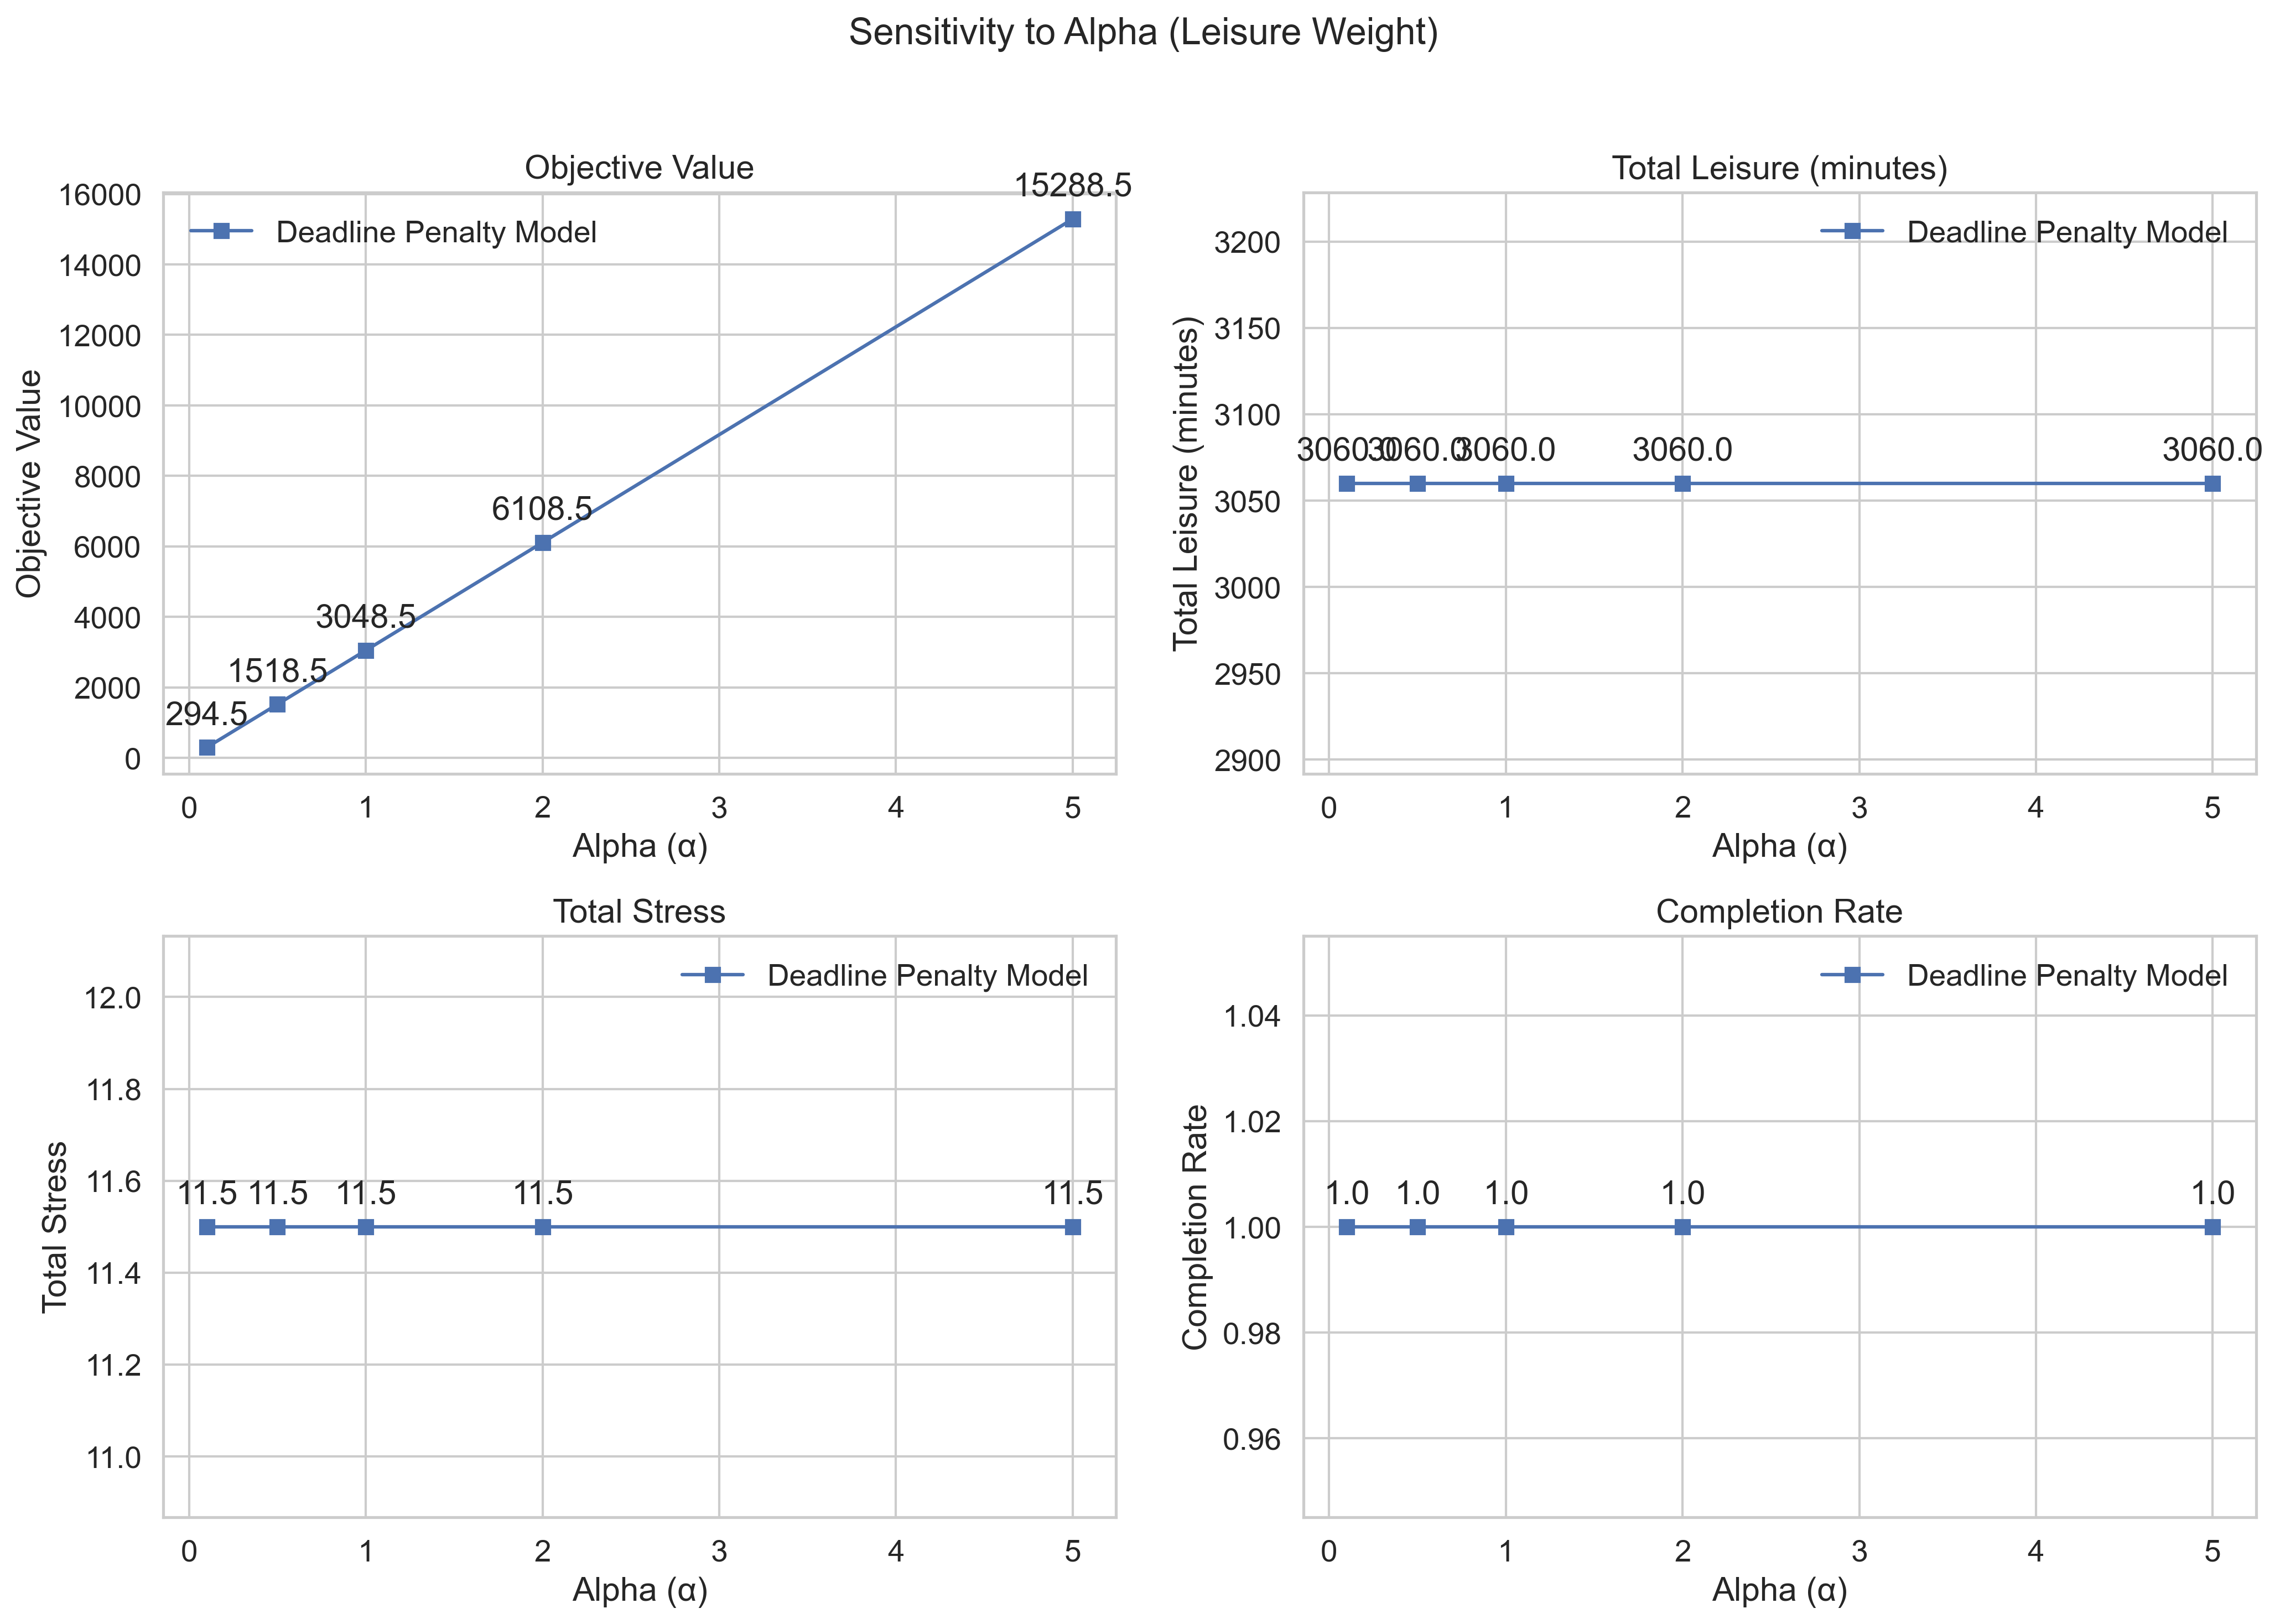 Sensitivity to Alpha (Leisure Weight)
Objective Value
Objective Value
16000
14000
12000
10000
8000
6000
4000
2000
0
Deadline Penalty Model
294.5
1518.5
3048.5
6108.5
15288.5
0 1 2 3 4 5
Alpha (α)
Total Leisure (minutes)
Total Leisure (minutes)
3200
3150
3100
3050
3000
2950
2900
Deadline Penalty Model
3060.0 3060.0 3060.0 3060.0 3060.0
0 1 2 3 4 5
Alpha (α)
Total Stress
Total Stress
12.0
11.8
11.6
11.4
11.2
11.0
Deadline Penalty Model
11.5 11.5 11.5 11.5 11.5
0 1 2 3 4 5
Alpha (α)
Completion Rate
Completion Rate
1.04
1.02
1.00
0.98
0.96
Deadline Penalty Model
1.0 1.0 1.0 1.0 1.0
0 1 2 3 4 5
Alpha (α)